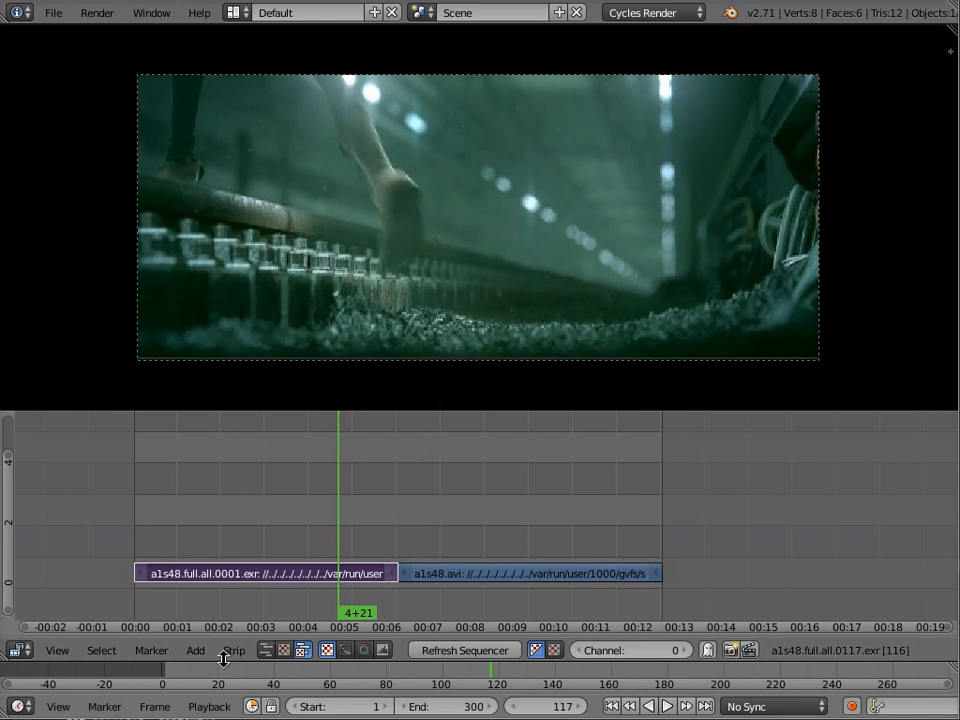 File Render Window Help Default Scene Cycles Render v2.71 | Verts:8 | Faces:6 | Tris:12 | Objects:1
4
2
0
a1s48.full.all.0001.exr: //../../../../../../../var/run/user a1s48.avi: //../../../../../../../var/run/user/1000/gvfs/s
4+21
-00:02 -00:01 00:00 00:01 00:02 00:03 00:04 00:05 00:06 00:07 00:08 00:09 00:10 00:11 00:12 00:13 00:14 00:15 00:16 00:17 00:18 00:19
View Select Marker Add Strip Refresh Sequencer Channel: 0 a1s48.full.all.0117.exr [116]
-40 -20 0 20 40 60 80 100 120 140 160 180 200 220 240 260
View Marker Frame Playback Start: 1 End: 300 117 No Sync